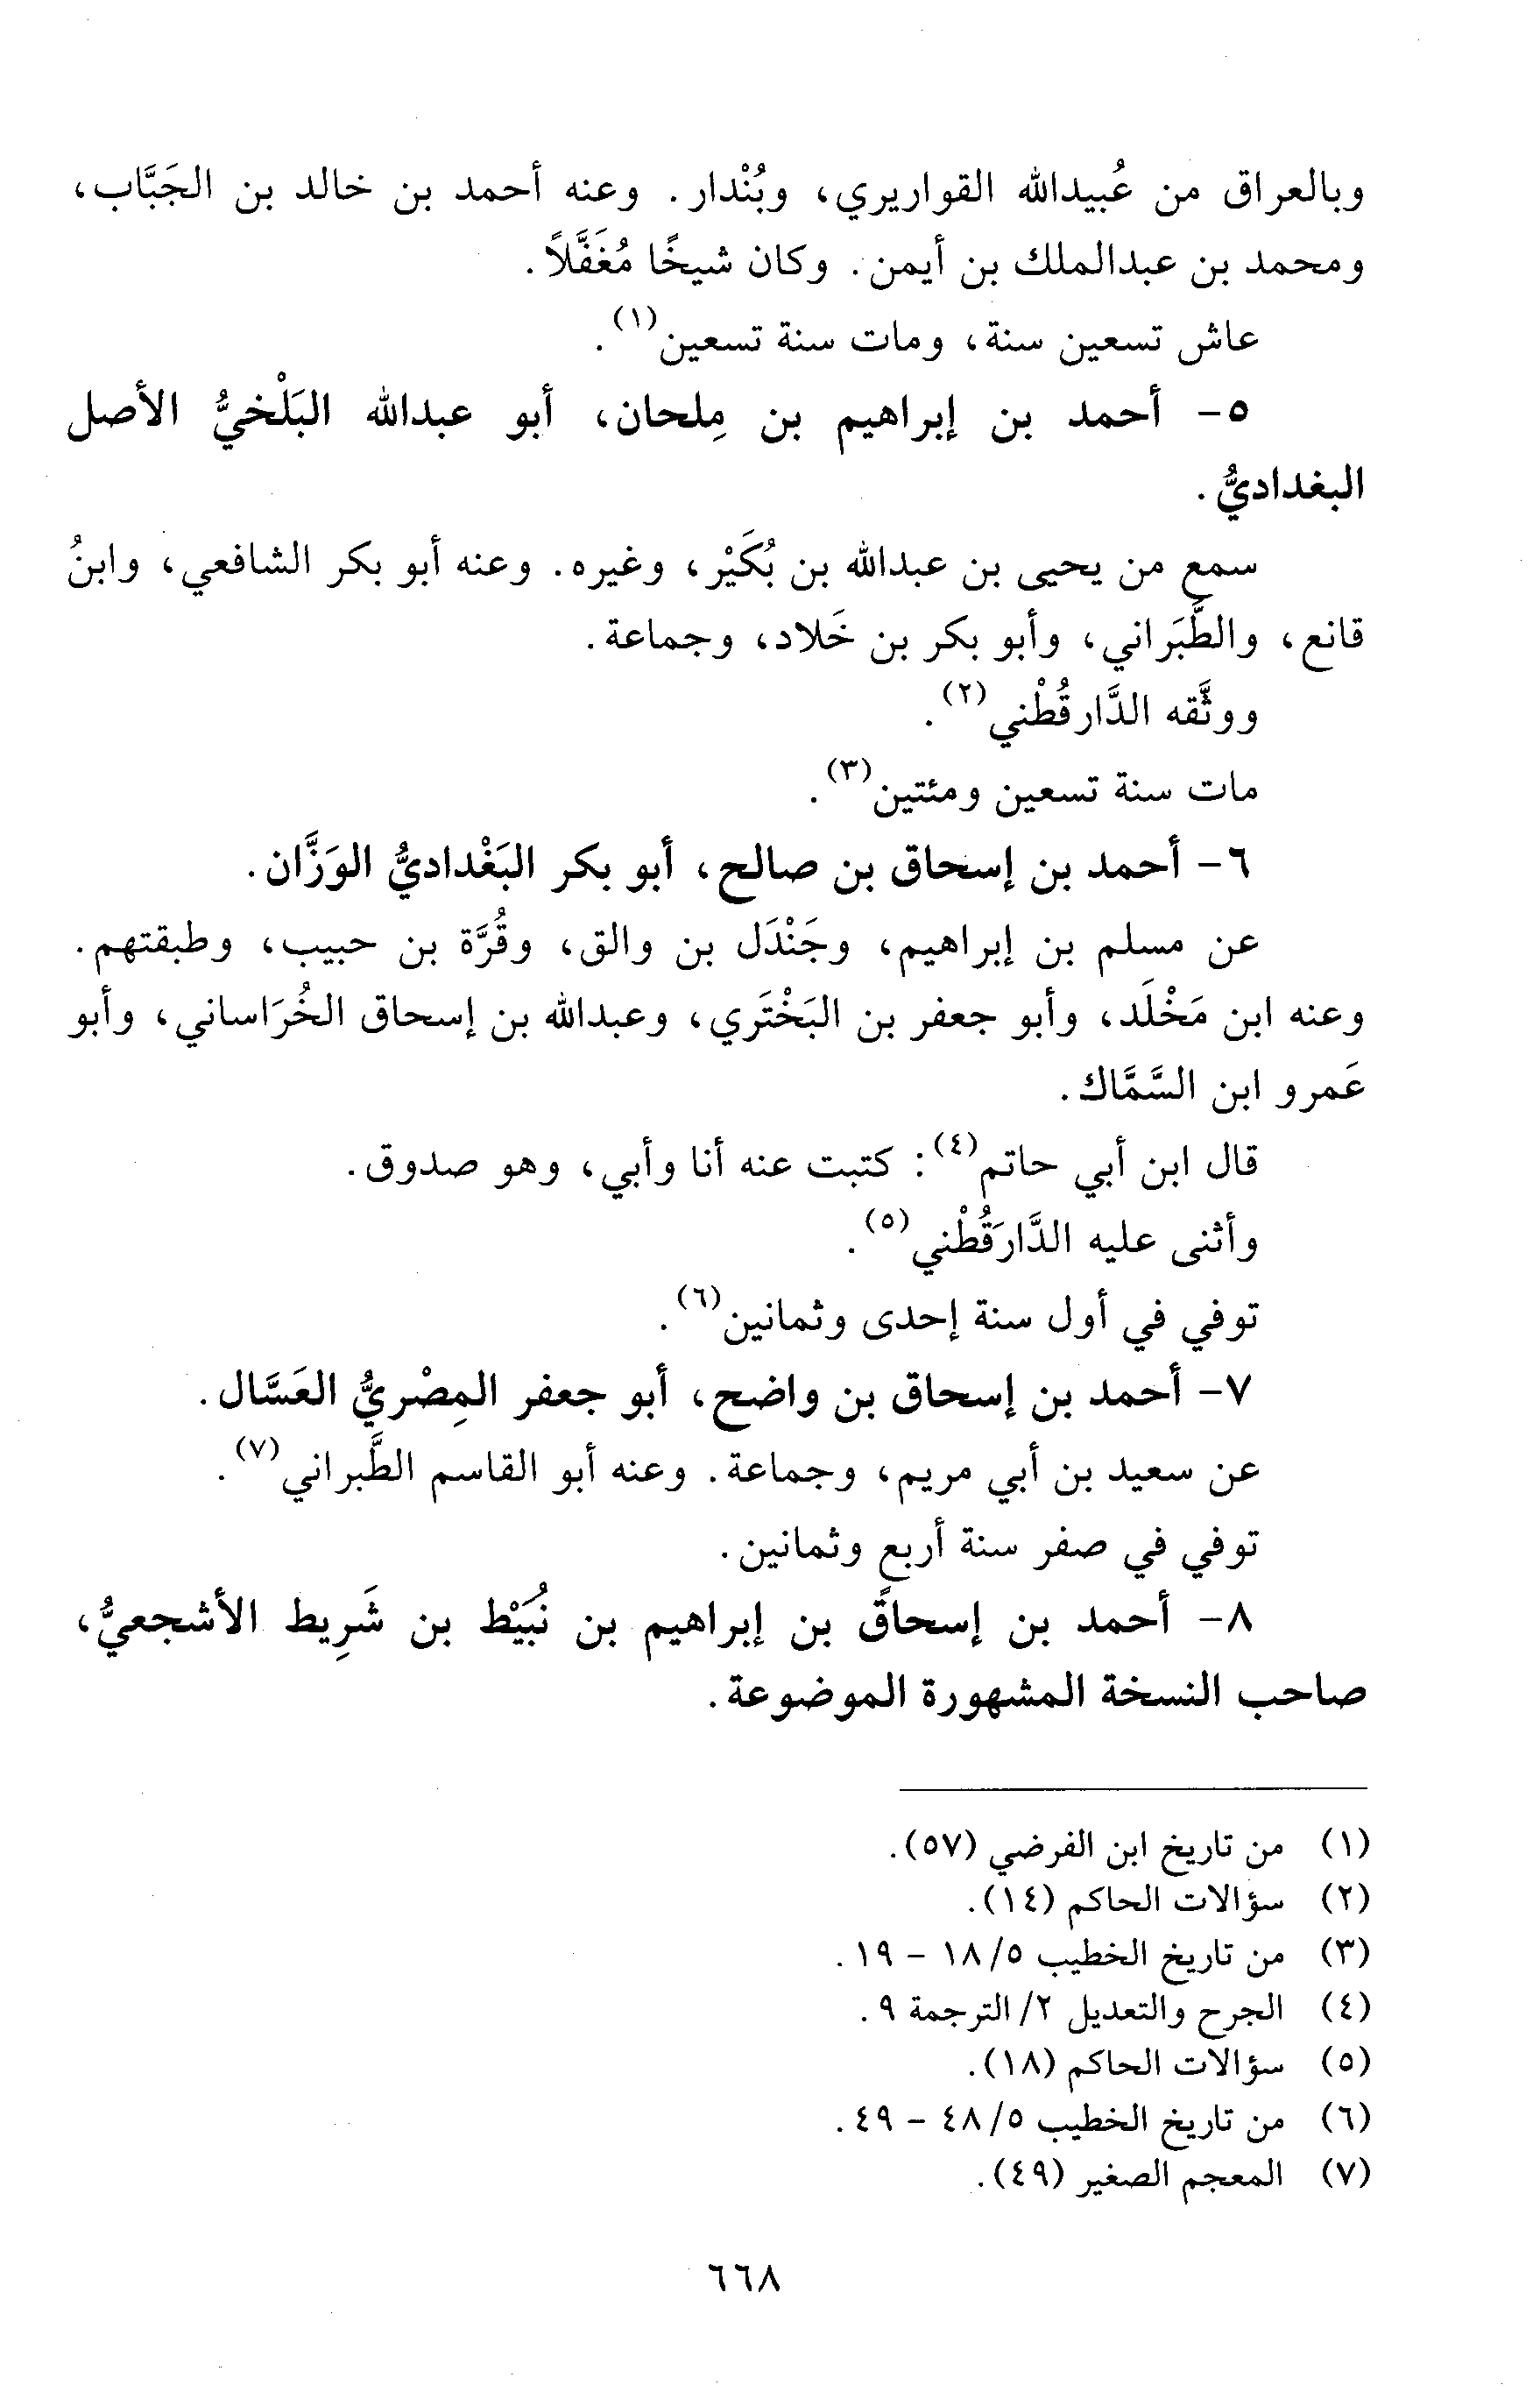 وبالعراق من عُبيدالله القواريري، وبُنْدار. وعنه أحمد بن خالد بن الجَبَّاب،
ومحمد بن عبدالملك بن أيمن. وكان شيخًا مُغَفَّلاً.
عاش تسعين سنة، ومات سنة تسعين(١).
٥- أحمد بن إبراهيم بن مِلحان، أبو عبدالله البَلْخيُّ الأصل
البغداديُّ.
سمع من يحيى بن عبدالله بن بُكَيْر، وغيره. وعنه أبو بكر الشافعي، وابنُ
قانع، والطَّبَراني، وأبو بكر بن خَلاد، وجماعة.
ووثَّقه الدَّارقُطْني(٢).
مات سنة تسعين ومئتين(٣).
٦- أحمد بن إسحاق بن صالح، أبو بكر البَغْداديُّ الوَزَّان.
عن مسلم بن إبراهيم، وجَنْدَل بن والق، وقُرَّة بن حبيب، وطبقتهم.
وعنه ابن مَخْلَد، وأبو جعفر بن البَخْتَري، وعبدالله بن إسحاق الخُرَاساني، وأبو
عَمرو ابن السَّمَّاك.
قال ابن أبي حاتم(٤): كتبت عنه أنا وأبي، وهو صدوق.
وأثنى عليه الدَّارَقُطْني(٥).
توفي في أول سنة إحدى وثمانين(٦).
٧- أحمد بن إسحاق بن واضح، أبو جعفر المِصْريُّ العَسَّال.
عن سعيد بن أبي مريم، وجماعة. وعنه أبو القاسم الطَّبراني(٧).
توفي في صفر سنة أربع وثمانين.
٨- أحمد بن إسحاق بن إبراهيم بن نُبَيْط بن شَرِيط الأشجعيُّ،
صاحب النسخة المشهورة الموضوعة.
(١) من تاريخ ابن الفرضي (٥٧).
(٢) سؤالات الحاكم (١٤).
(٣) من تاريخ الخطيب ٥/ ١٨ - ١٩.
(٤) الجرح والتعديل ٢/ الترجمة ٩.
(٥) سؤالات الحاكم (١٨).
(٦) من تاريخ الخطيب ٥/ ٤٨ - ٤٩.
(٧) المعجم الصغير (٤٩).
٦٦٨